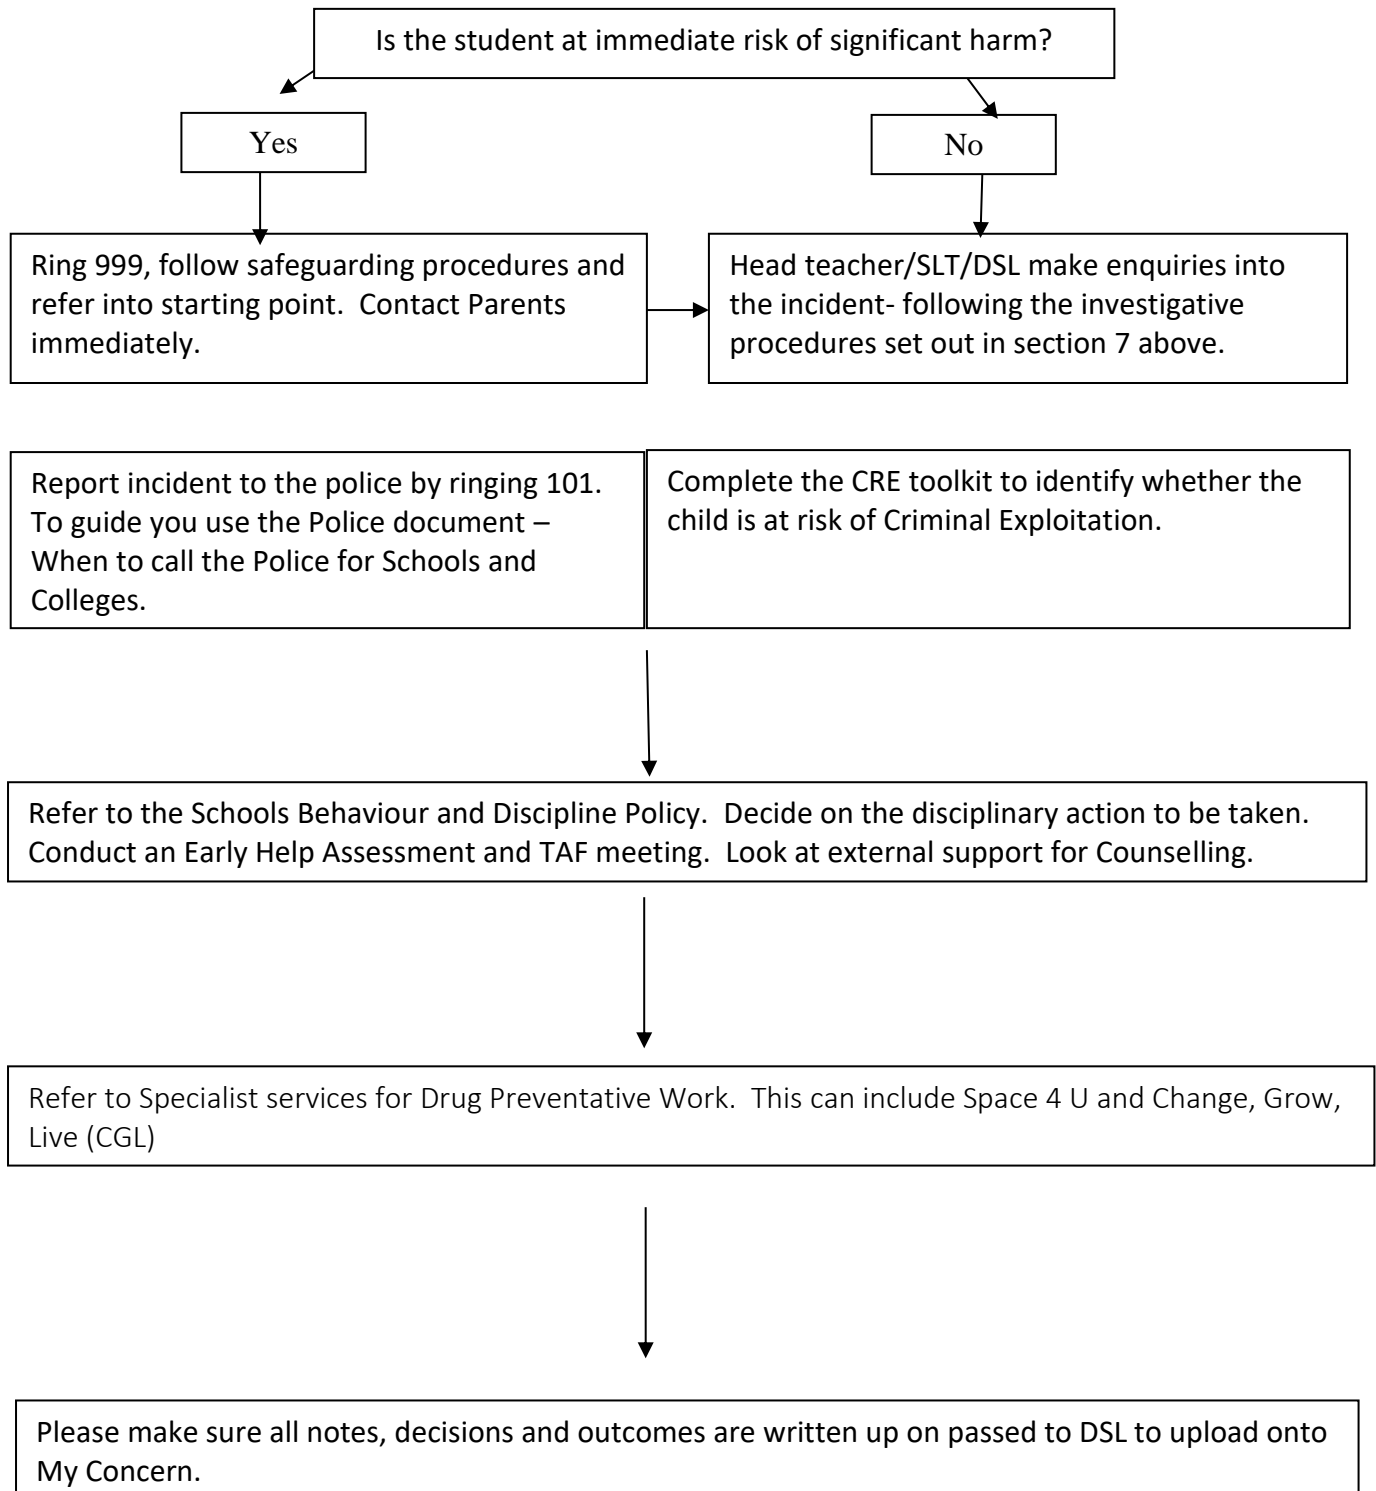 Is the student at immediate risk of significant harm?
Yes
No
Ring 999, follow safeguarding procedures and
refer into starting point.  Contact Parents
immediately.
Head teacher/SLT/DSL make enquiries into
the incident- following the investigative
procedures set out in section 7 above.
Report incident to the police by ringing 101.
To guide you use the Police document –
When to call the Police for Schools and
Colleges.
Complete the CRE toolkit to identify whether the
child is at risk of Criminal Exploitation.
Refer to the Schools Behaviour and Discipline Policy.  Decide on the disciplinary action to be taken.
Conduct an Early Help Assessment and TAF meeting.  Look at external support for Counselling.
Refer to Specialist services for Drug Preventative Work.  This can include Space 4 U and Change, Grow,
Live (CGL)
Please make sure all notes, decisions and outcomes are written up on passed to DSL to upload onto
My Concern.